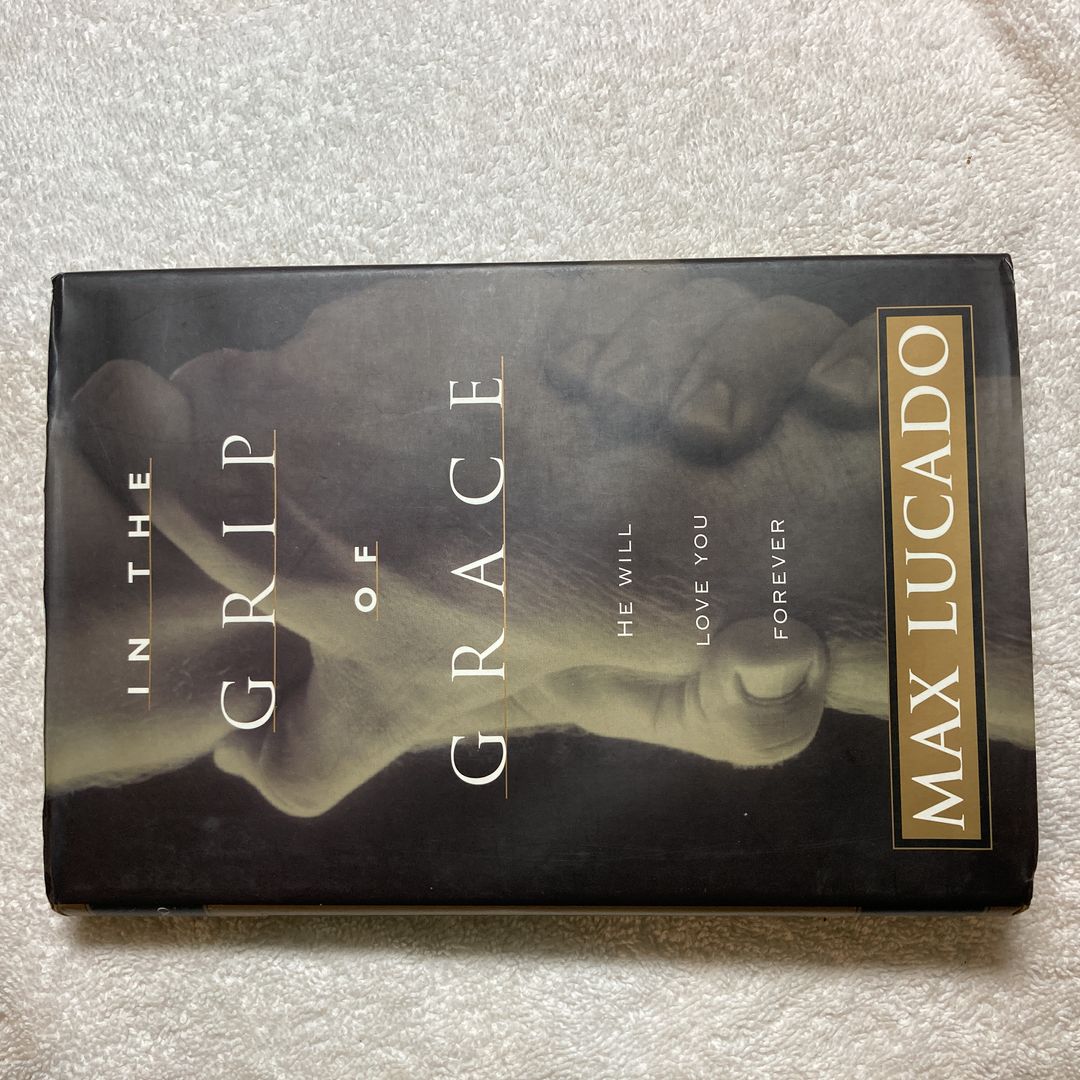 IN THE
GRIP
OF
GRACE
HE WILL
LOVE YOU
FOREVER
MAX LUCADO